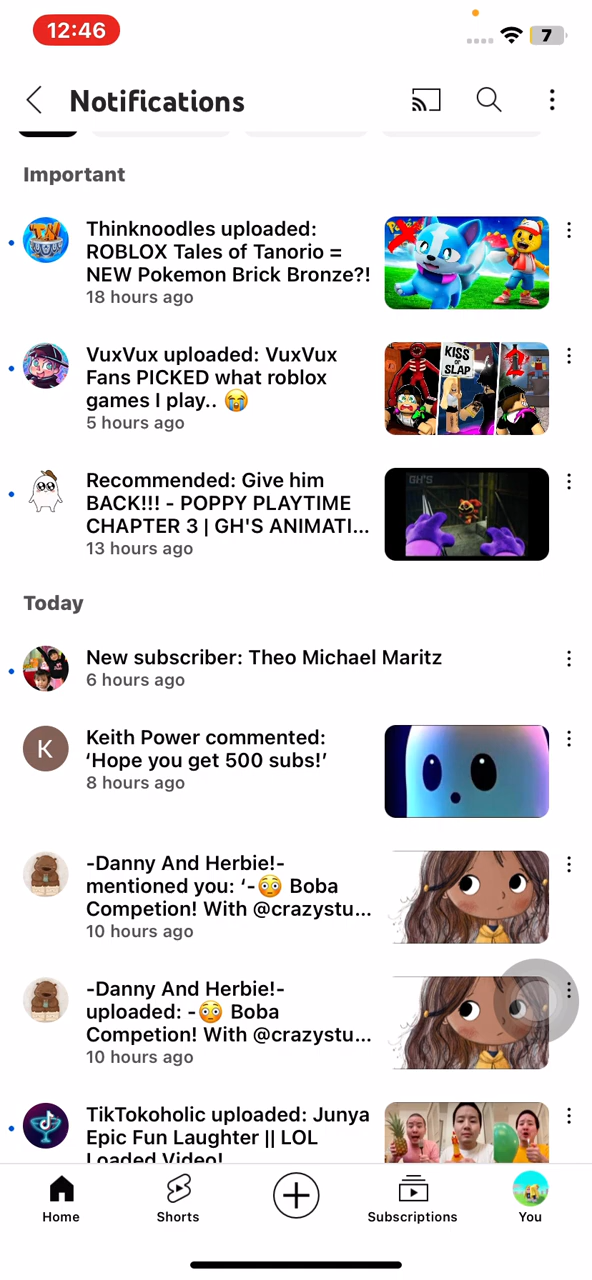 12:46
7
Notifications
Important
Thinknoodles uploaded:
ROBLOX Tales of Tanorio =
NEW Pokemon Brick Bronze?!
18 hours ago
VuxVux uploaded: VuxVux
Fans PICKED what roblox
games I play.. 😭
5 hours ago
KISS
or
SLAP
2
Recommended: Give him
BACK!!! - POPPY PLAYTIME
CHAPTER 3 | GH'S ANIMATI...
13 hours ago
GH'S
Today
New subscriber: Theo Michael Maritz
6 hours ago
K
Keith Power commented:
‘Hope you get 500 subs!’
8 hours ago
-Danny And Herbie!-
mentioned you: ‘-😳 Boba
Competion! With @crazystu...
10 hours ago
-Danny And Herbie!-
uploaded: -😳 Boba
Competion! With @crazystu...
10 hours ago
TikTokoholic uploaded: Junya
Epic Fun Laughter || LOL
Loaded Video!
Home
Shorts
Subscriptions
You